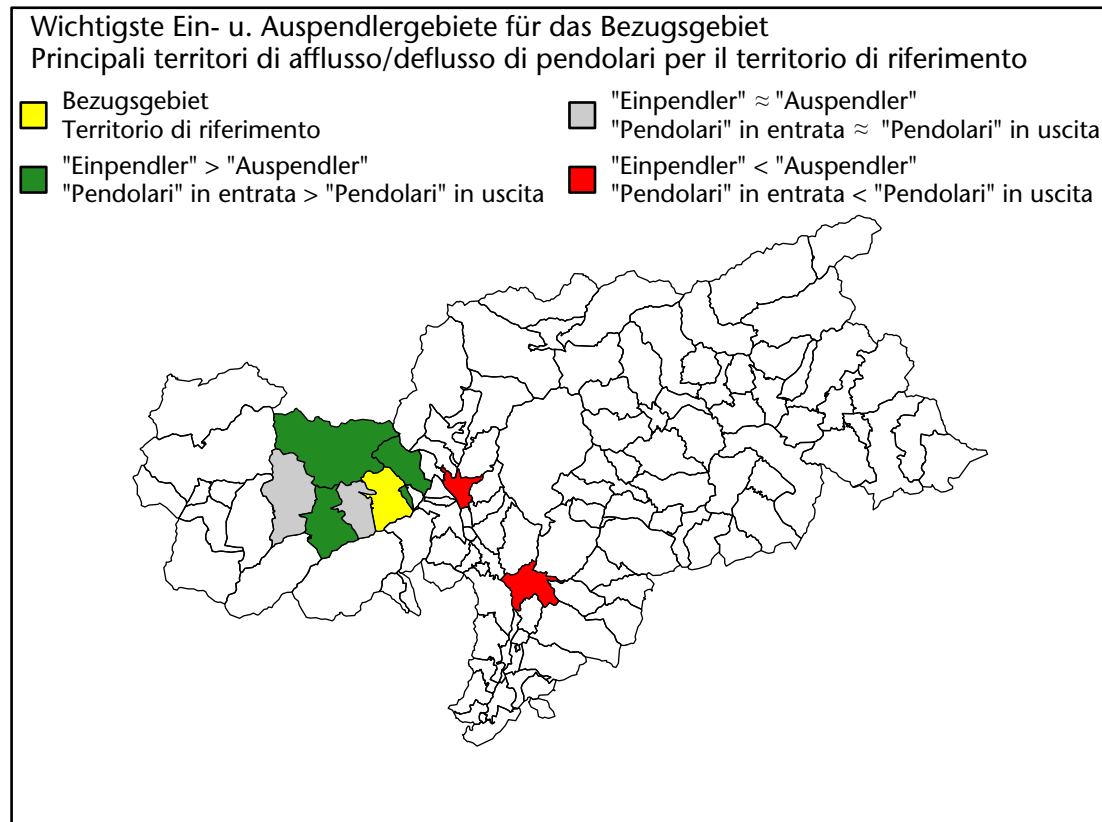 Wichtigste Ein- u. Auspendlergebiete für das Bezugsgebiet
Principali territori di afflusso/deflusso di pendolari per il territorio di riferimento
Bezugsgebiet
Territorio di riferimento
"Einpendler" > "Auspendler"
"Pendolari" in entrata > "Pendolari" in uscita
"Einpendler" ≈ "Auspendler"
"Pendolari" in entrata ≈ "Pendolari" in uscita
"Einpendler" < "Auspendler"
"Pendolari" in entrata < "Pendolari" in uscita